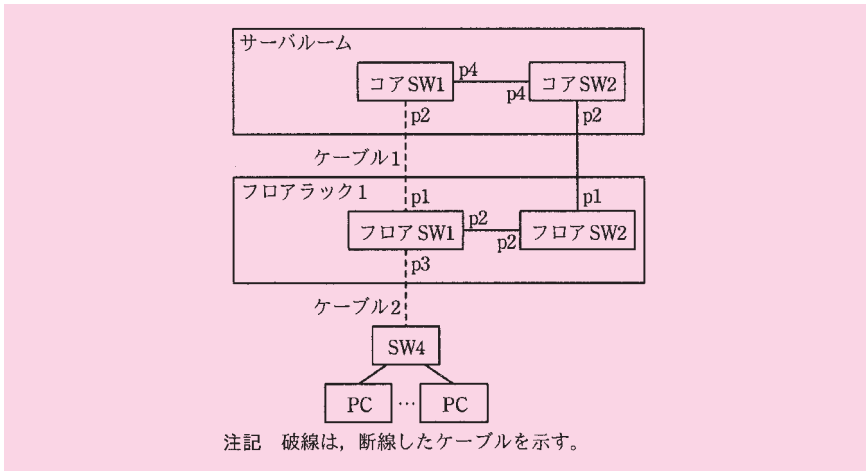 サーバルーム
コアSW1
p4
p4
コアSW2
p2
p2
ケーブル1
フロアラック1
p1
p1
フロアSW1
p2
p2
フロアSW2
p3
ケーブル2
SW4
PC … PC
注記 破線は，断線したケーブルを示す。